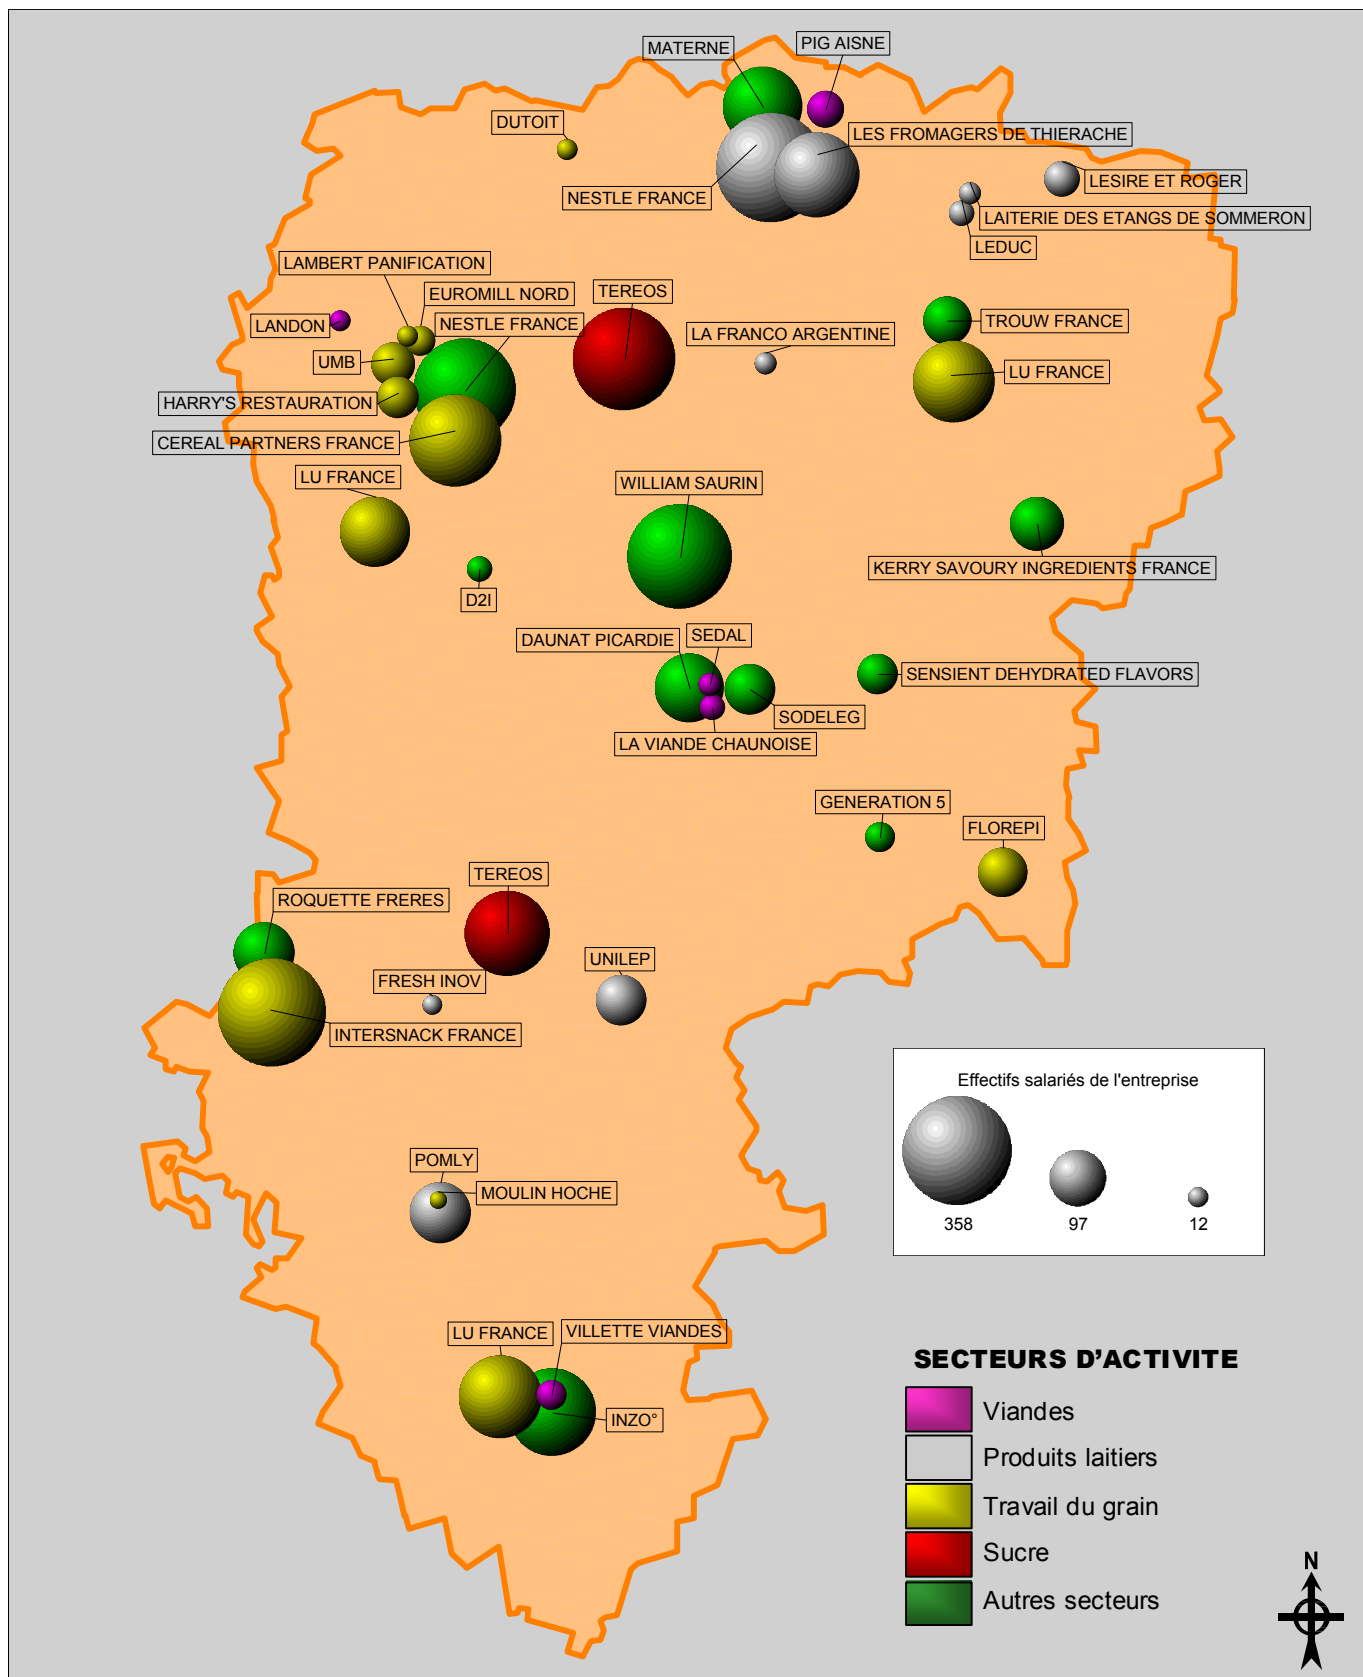 MATERNE
PIG AISNE
DUTOIT
LES FROMAGERS DE THIERACHE
NESTLE FRANCE
LESIRE ET ROGER
LAITERIE DES ETANGS DE SOMMERON
LEDUC
LAMBERT PANIFICATION
EUROMILL NORD
TEREOS
LANDON
NESTLE FRANCE
LA FRANCO ARGENTINE
TROUW FRANCE
UMB
LU FRANCE
HARRY'S RESTAURATION
CEREAL PARTNERS FRANCE
LU FRANCE
WILLIAM SAURIN
KERRY SAVOURY INGREDIENTS FRANCE
D2I
DAUNAT PICARDIE
SEDAL
SENSIENT DEHYDRATED FLAVORS
SODELEG
LA VIANDE CHAUNOISE
GENERATION 5
FLOREPI
TEREOS
ROQUETTE FRERES
UNILEP
FRESH INOV
INTERSNACK FRANCE
Effectifs salariés de l'entreprise
358
97
12
POMLY
MOULIN HOCHE
LU FRANCE
VILLETTE VIANDES
INZO°
SECTEURS D'ACTIVITE
Viandes
Produits laitiers
Travail du grain
Sucre
Autres secteurs
N